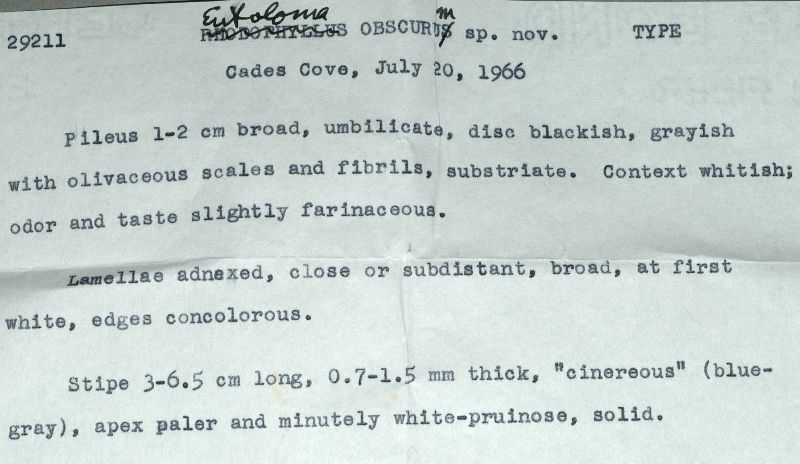 Entoloma
29211 RHODOPHYLLUS OBSCURUS m sp. nov. TYPE
Cades Cove, July 20, 1966
Pileus 1-2 cm broad, umbilicate, disc blackish, grayish
with olivaceous scales and fibrils, substriate. Context whitish;
odor and taste slightly farinaceous.
Lamellae adnexed, close or subdistant, broad, at first
white, edges concolorous.
Stipe 3-6.5 cm long, 0.7-1.5 mm thick, "cinereous" (blue-
gray), apex paler and minutely white-pruinose, solid.